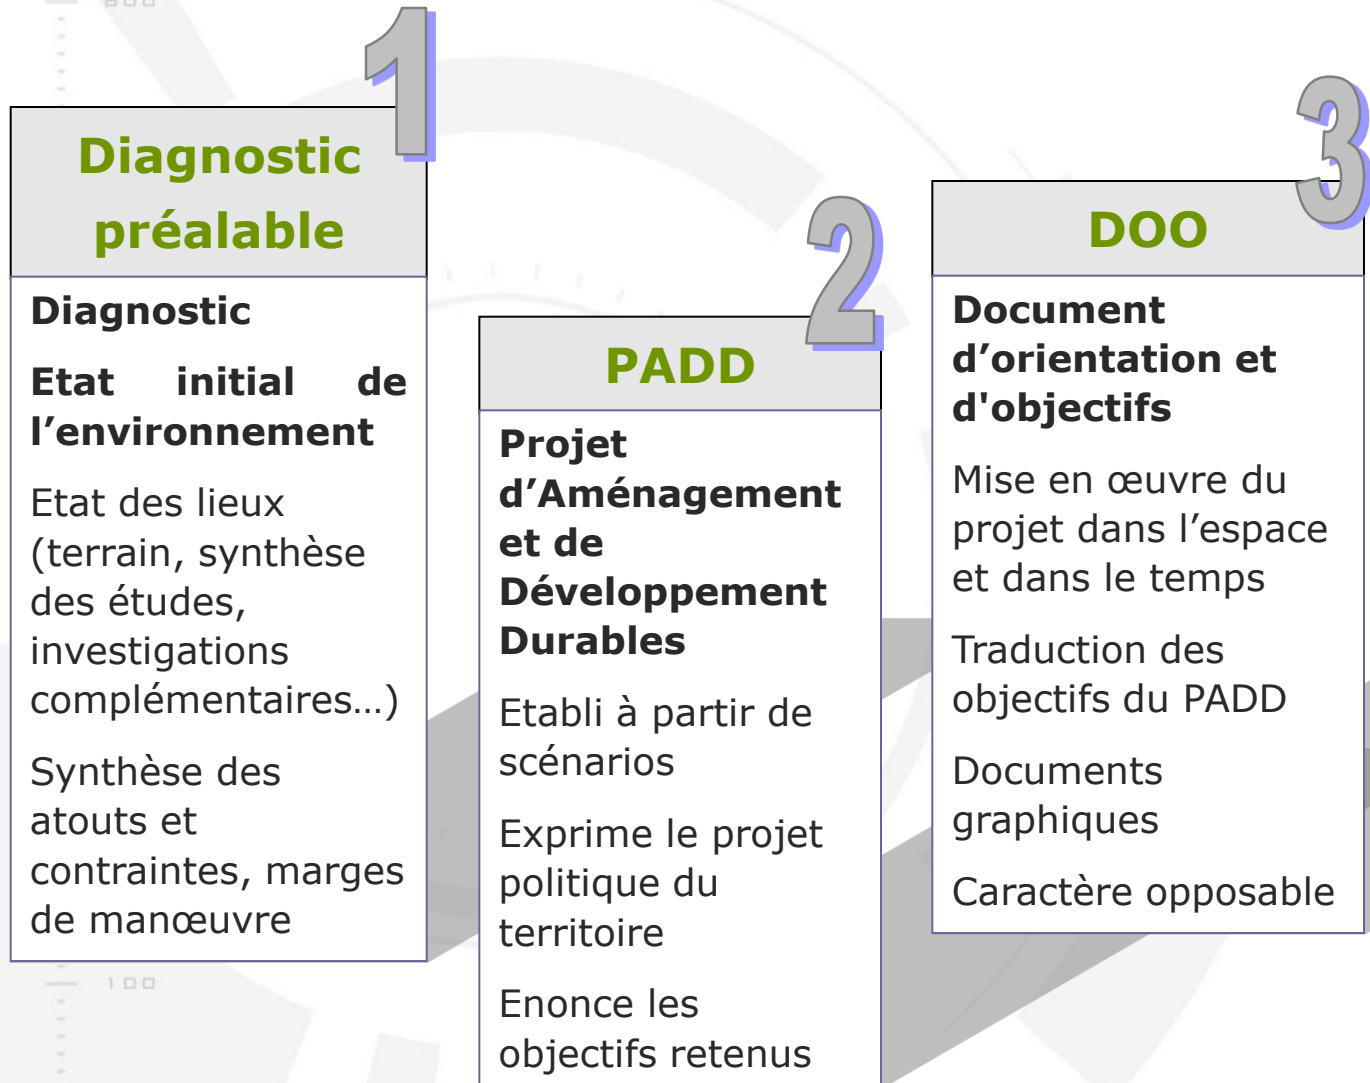 800
1
Diagnostic
préalable
Diagnostic
Etat initial de
l’environnement
Etat des lieux
(terrain, synthèse
des études,
investigations
complémentaires…)
Synthèse des
atouts et
contraintes, marges
de manœuvre
100
2
PADD
Projet
d’Aménagement
et de
Développement
Durables
Etabli à partir de
scénarios
Exprime le projet
politique du
territoire
Enonce les
objectifs retenus
3
DOO
Document
d’orientation et
d'objectifs
Mise en œuvre du
projet dans l’espace
et dans le temps
Traduction des
objectifs du PADD
Documents
graphiques
Caractère opposable